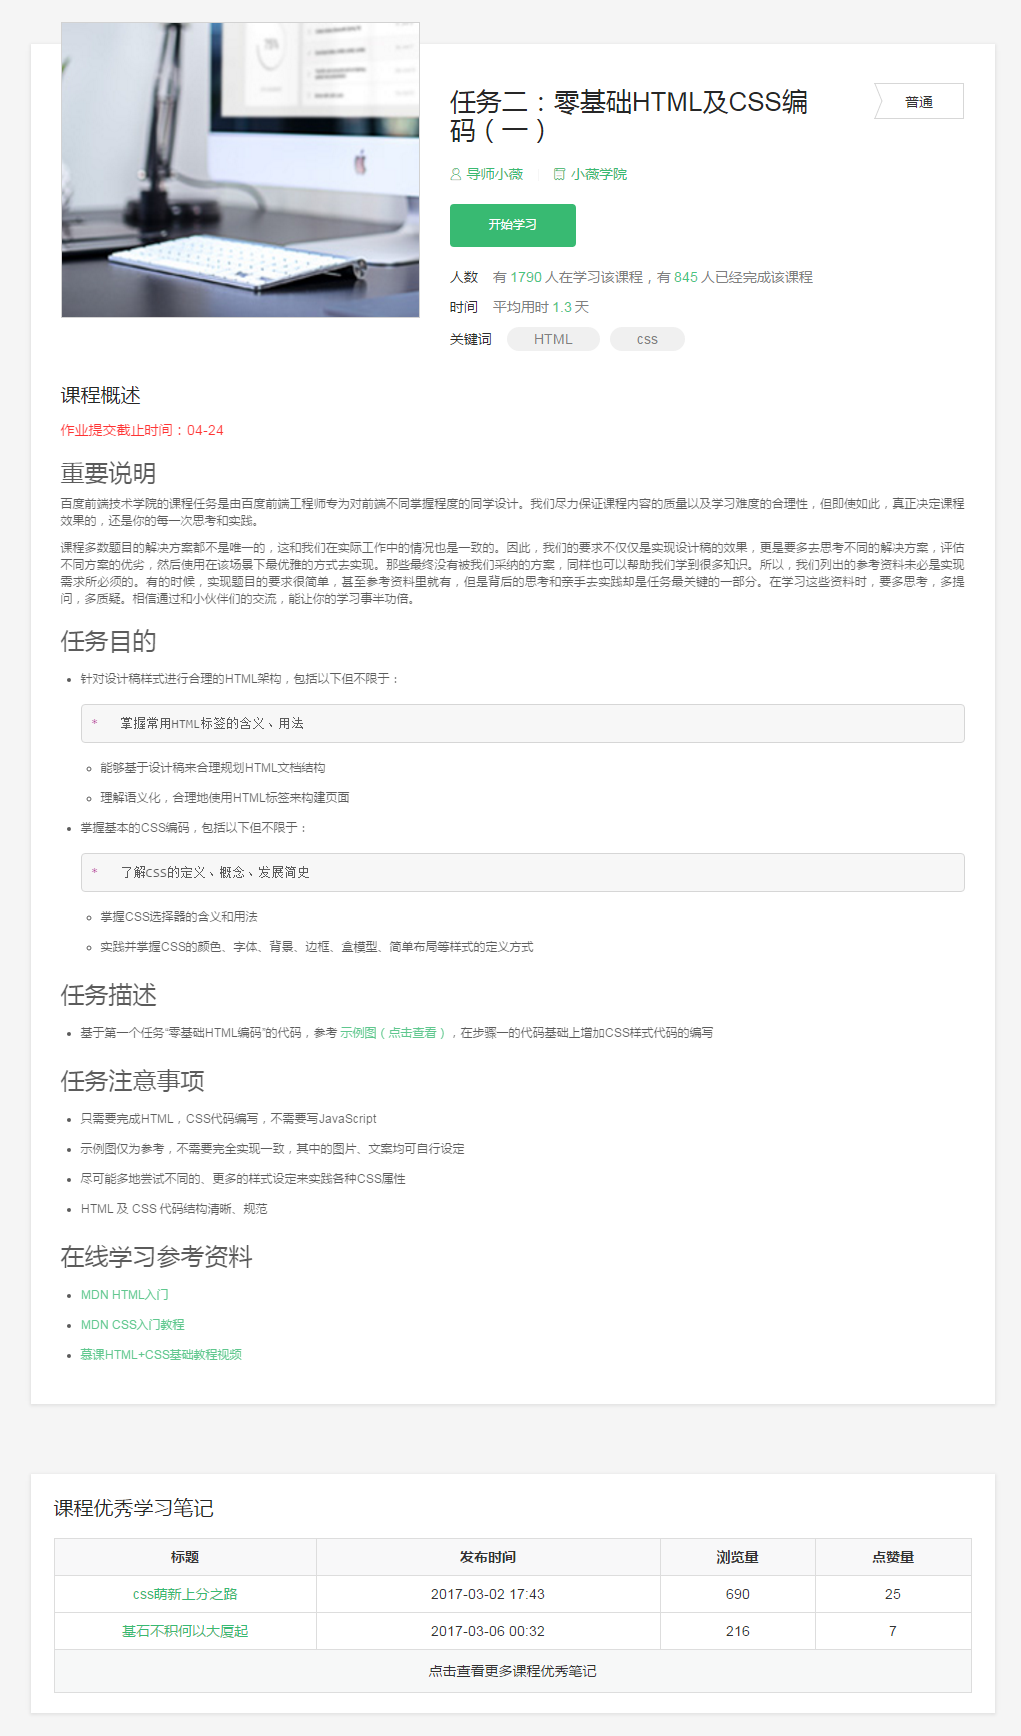 任务二：零基础HTML及CSS编
码（一）
普通
导师小薇
小薇学院
开始学习
人数 有 1790 人在学习该课程，有 845 人已经完成该课程
时间 平均用时 1.3 天
关键词 HTML css
课程概述
作业提交截止时间：04-24
重要说明
百度前端技术学院的课程任务是由百度前端工程师专为对前端不同掌握程度的同学设计。我们尽力保证课程内容的质量以及学习难度的合理性，但即使如此，真正决定课程
效果的，还是你的每一次思考和实践。
课程多数题目的解决方案都不是唯一的，这和我们在实际工作中的情况也是一致的。因此，我们的要求不仅仅是实现设计稿的效果，更是要多去思考不同的解决方案，评估
不同方案的优劣，然后使用在该场景下最优雅的方式去实现。那些最终没有被我们采纳的方案，同样也可以帮助我们学到很多知识。所以，我们列出的参考资料未必是实现
需求所必须的。有的时候，实现题目的要求很简单，甚至参考资料里就有，但是背后的思考和亲手去实践却是任务最关键的一部分。在学习这些资料时，要多思考，多提
问，多质疑。相信通过和小伙伴们的交流，能让你的学习事半功倍。
任务目的
针对设计稿样式进行合理的HTML架构，包括以下但不限于：
* 掌握常用HTML标签的含义、用法
能够基于设计稿来合理规划HTML文档结构
理解语义化，合理地使用HTML标签来构建页面
掌握基本的CSS编码，包括以下但不限于：
* 了解CSS的定义、概念、发展简史
掌握CSS选择器的含义和用法
实践并掌握CSS的颜色、字体、背景、边框、盒模型、简单布局等样式的定义方式
任务描述
基于第一个任务“零基础HTML编码”的代码，参考 示例图（点击查看），在步骤一的代码基础上增加CSS样式代码的编写
任务注意事项
只需要完成HTML，CSS代码编写，不需要写JavaScript
示例图仅为参考，不需要完全实现一致，其中的图片、文案均可自行设定
尽可能多地尝试不同的、更多的样式设定来实践各种CSS属性
HTML 及 CSS 代码结构清晰、规范
在线学习参考资料
MDN HTML入门
MDN CSS入门教程
慕课HTML+CSS基础教程视频
课程优秀学习笔记
标题 发布时间 浏览量 点赞量
css萌新上分之路 2017-03-02 17:43 690 25
基石不积何以大厦起 2017-03-06 00:32 216 7
点击查看更多课程优秀笔记